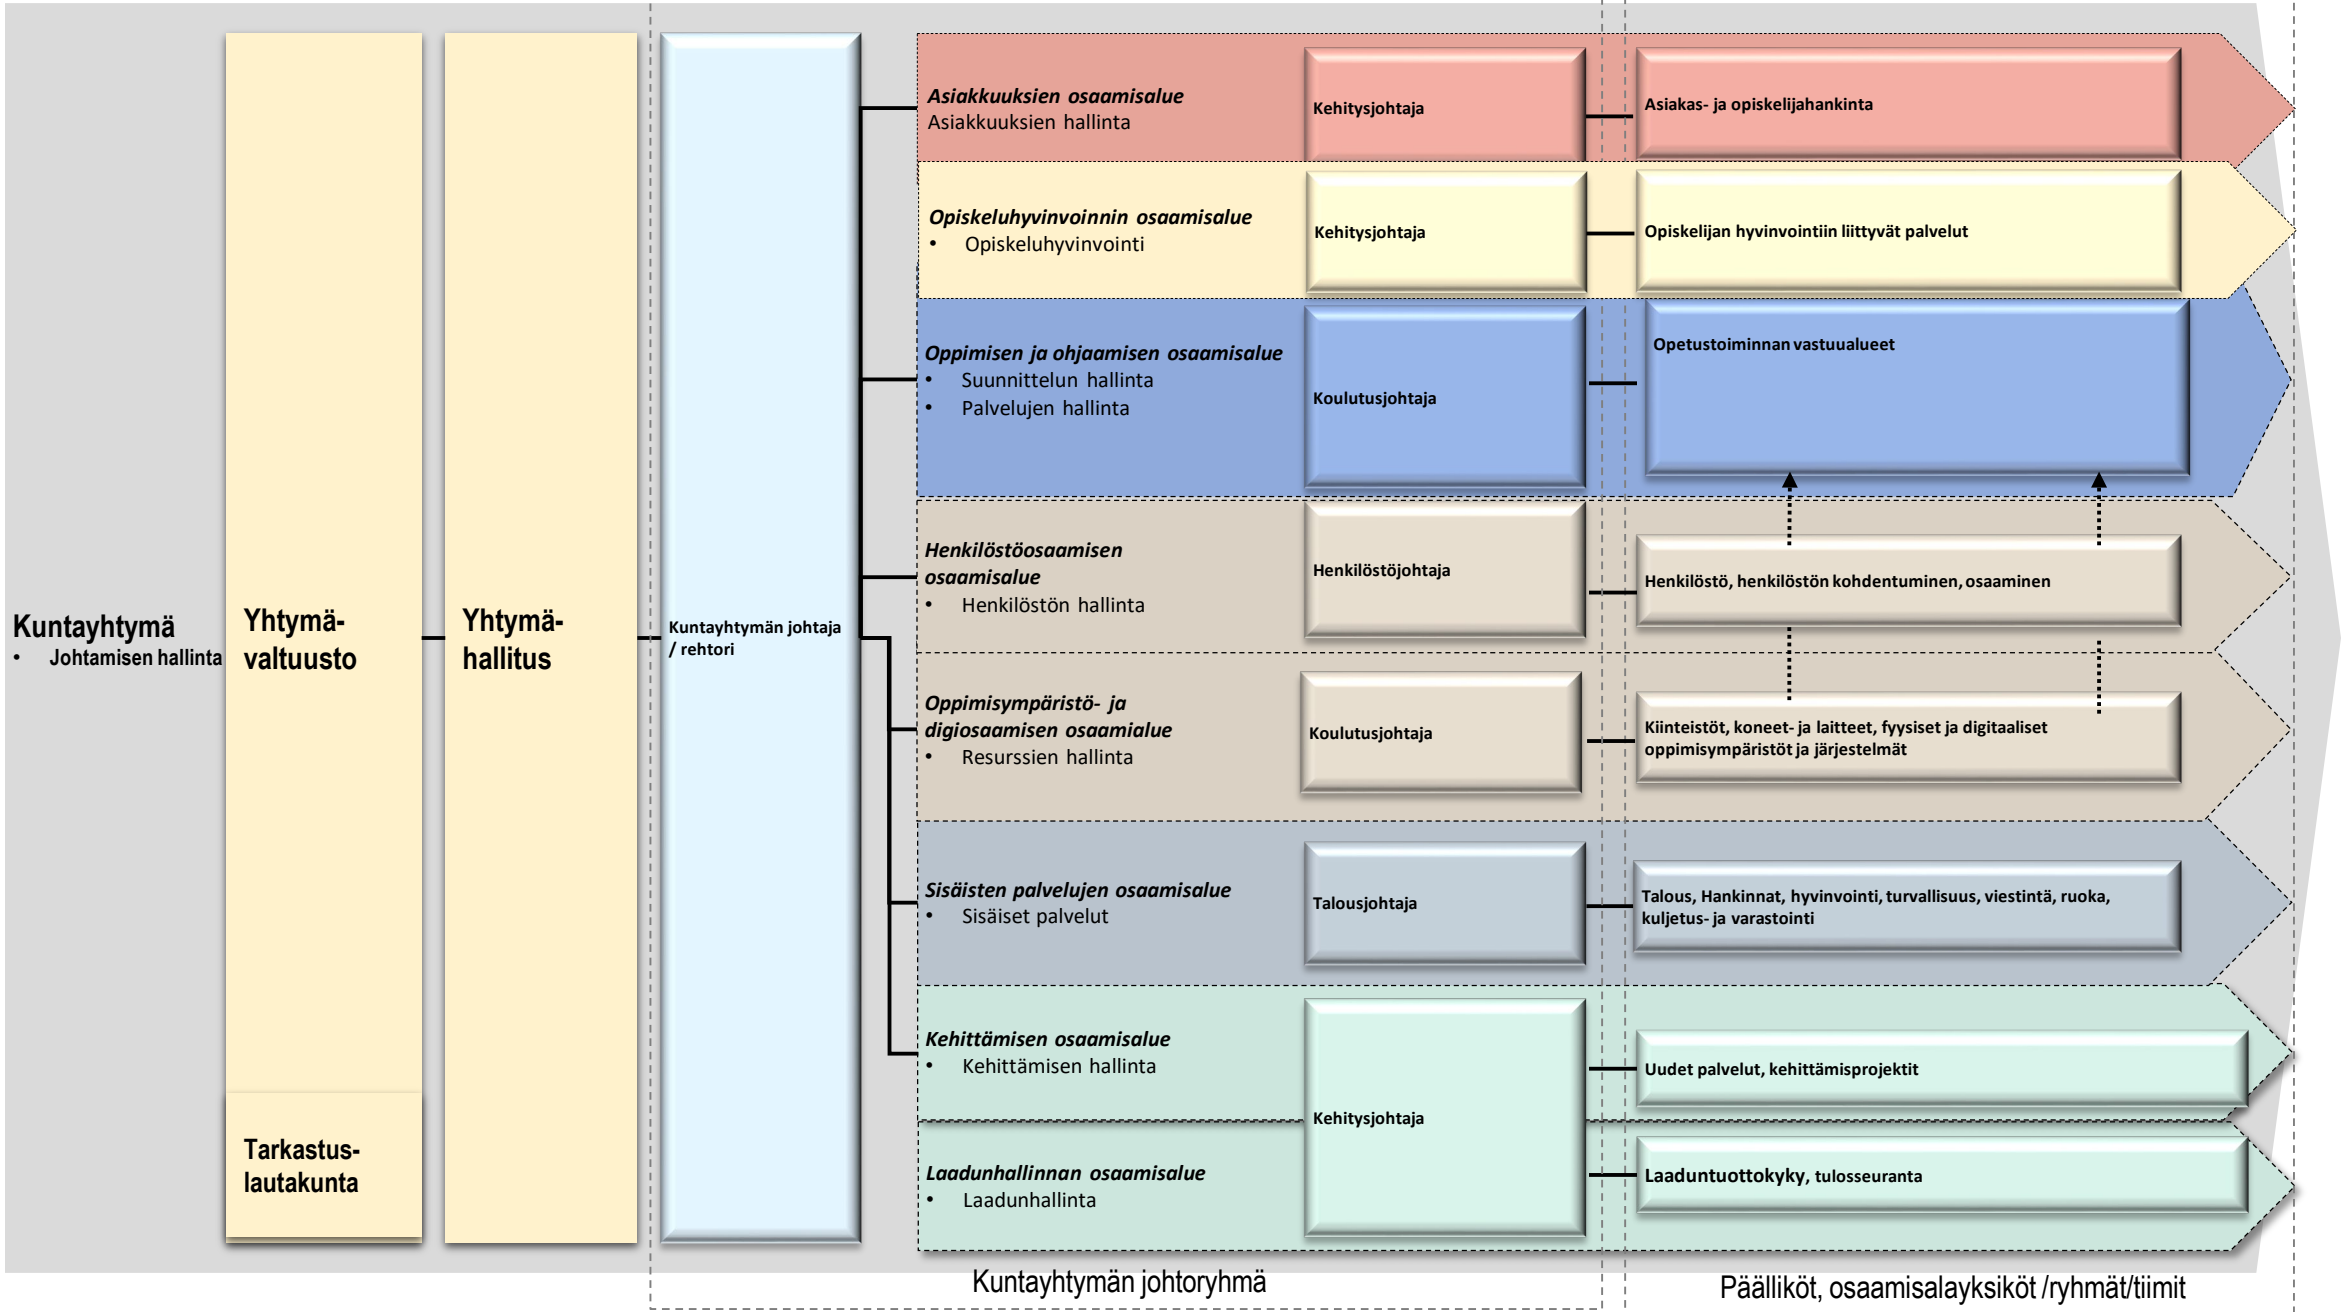 Kuntayhtymä
• Johtamisen hallinta
Yhtymä-
valtuusto
Tarkastus-
lautakunta
Yhtymä-
hallitus
Kuntayhtymän johtaja
/ rehtori
Asiakkuuksien osaamisalue
Asiakkuuksien hallinta
Kehitysjohtaja
Asiakas- ja opiskelijahankinta
Opiskeluhyvinvoinnin osaamisalue
• Opiskeluhyvinvointi
Kehitysjohtaja
Opiskelijan hyvinvointiin liittyvät palvelut
Oppimisen ja ohjaamisen osaamisalue
• Suunnittelun hallinta
• Palvelujen hallinta
Koulutusjohtaja
Opetustoiminnan vastuualueet
Henkilöstöosaamisen
osaamisalue
• Henkilöstön hallinta
Henkilöstöjohtaja
Henkilöstö, henkilöstön kohdentuminen, osaaminen
Oppimisympäristö- ja
digiosaamisen osaamialue
• Resurssien hallinta
Koulutusjohtaja
Kiinteistöt, koneet- ja laitteet, fyysiset ja digitaaliset
oppimisympäristöt ja järjestelmät
Sisäisten palvelujen osaamisalue
• Sisäiset palvelut
Talousjohtaja
Talous, Hankinnat, hyvinvointi, turvallisuus, viestintä, ruoka,
kuljetus- ja varastointi
Kehittämisen osaamisalue
• Kehittämisen hallinta
Kehitysjohtaja
Uudet palvelut, kehittämisprojektit
Laadunhallinnan osaamisalue
• Laadunhallinta
Laaduntuottokyky, tulosseuranta
Kuntayhtymän johtoryhmä
Päälliköt, osaamisalayksiköt /ryhmät/tiimit